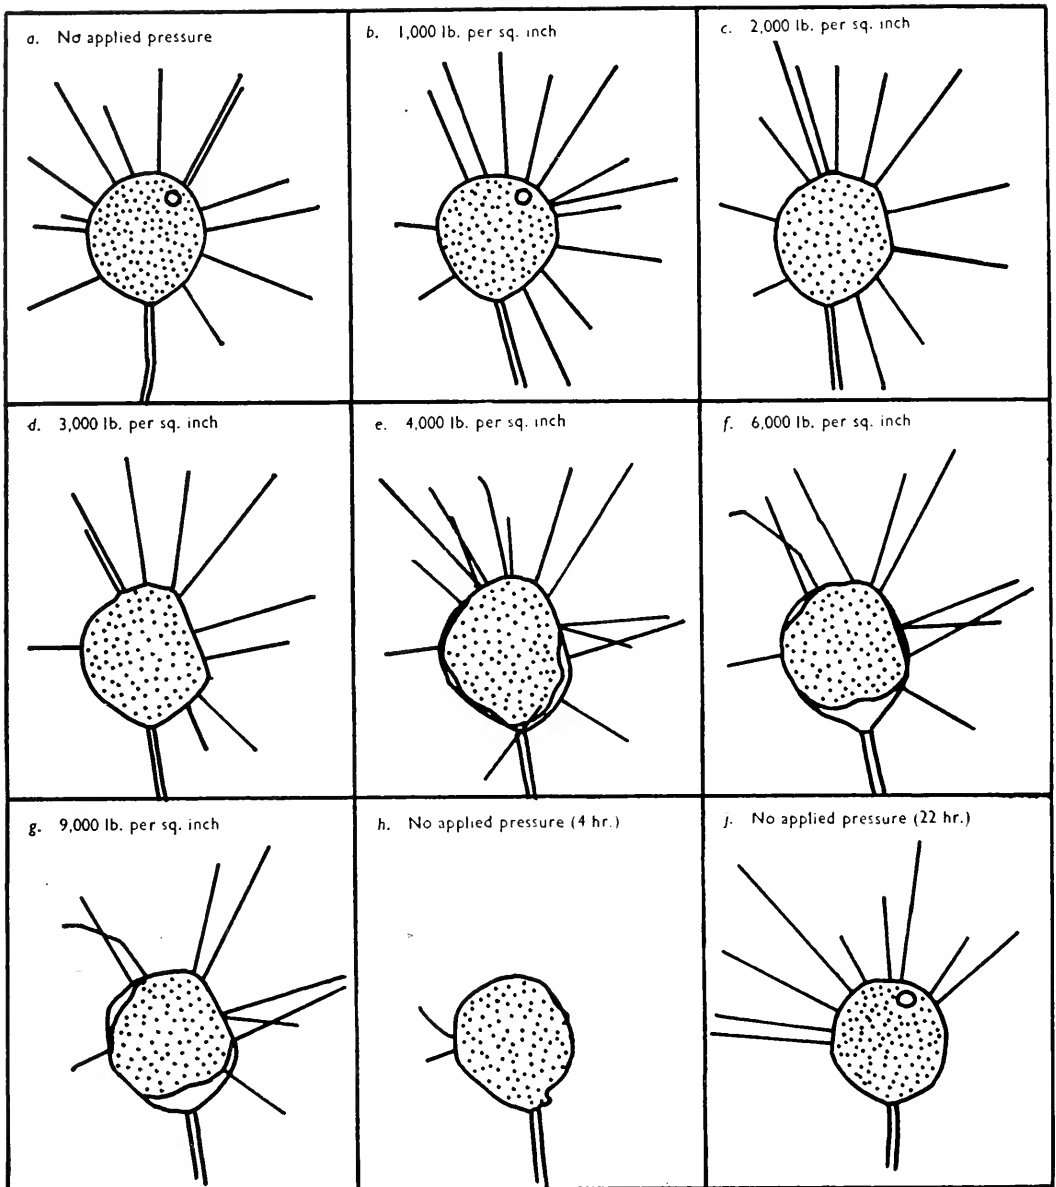 a. No applied pressure
b. 1,000 lb. per sq. inch
c. 2,000 lb. per sq. inch
d. 3,000 lb. per sq. inch
e. 4,000 lb. per sq. inch
f. 6,000 lb. per sq. inch
g. 9,000 lb. per sq. inch
h. No applied pressure (4 hr.)
j. No applied pressure (22 hr.)